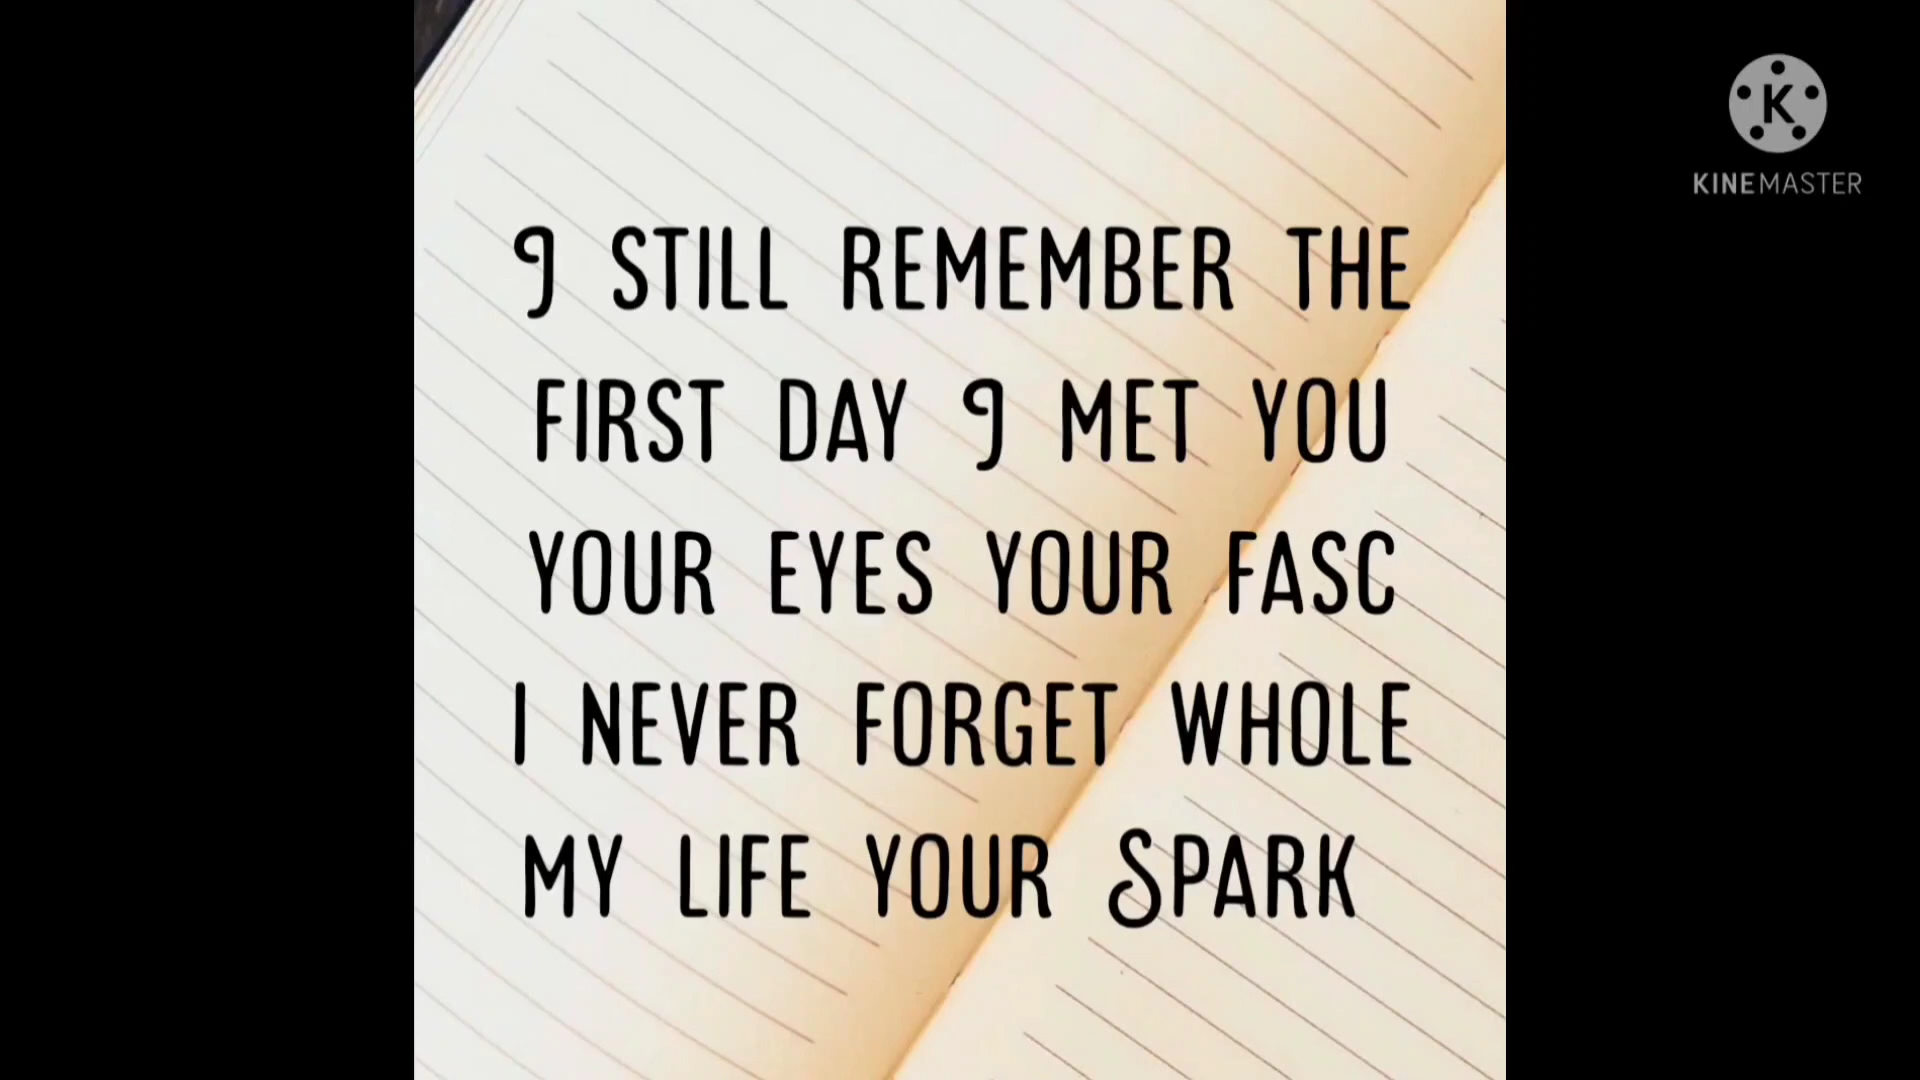 I STILL REMEMBER THE
FIRST DAY I MET YOU
YOUR EYES YOUR FASC
I NEVER FORGET WHOLE
MY LIFE YOUR SPARK
K
KINEMASTER